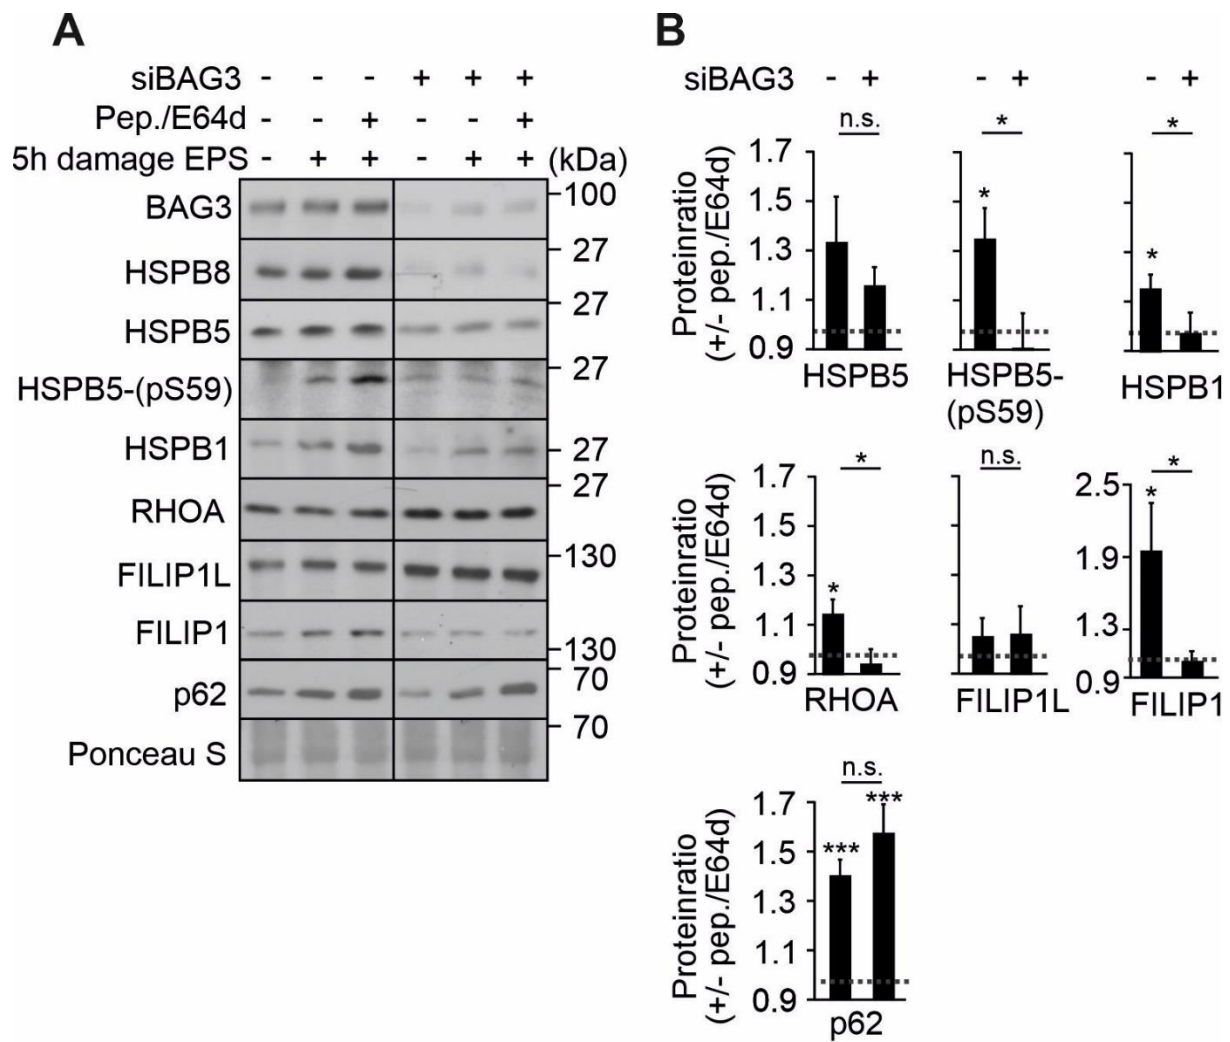 A
siBAG3 - - - + + +
Pep./E64d - - + - - +
5h damage EPS - + + - + + (kDa)
BAG3 100
HSPB8 27
HSPB5 27
HSPB5-(pS59) 27
HSPB1 27
RHOA 27
FILIP1L 130
FILIP1 130
p62 70
Ponceau S 70
B
siBAG3 - + - + - +
n.s. * *
Proteinratio
(+/- pep./E64d)
1.7
1.5
1.3
1.1
0.9
* *
HSPB5 HSPB5-
(pS59) HSPB1
* n.s. *
Proteinratio
(+/- pep./E64d)
1.7
1.5
1.3
1.1
0.9
* *
2.5
1.9
1.3
0.9
RHOA FILIP1L FILIP1
n.s.
Proteinratio
(+/- pep./E64d)
1.7
1.5
1.3
1.1
0.9
*** ***
p62